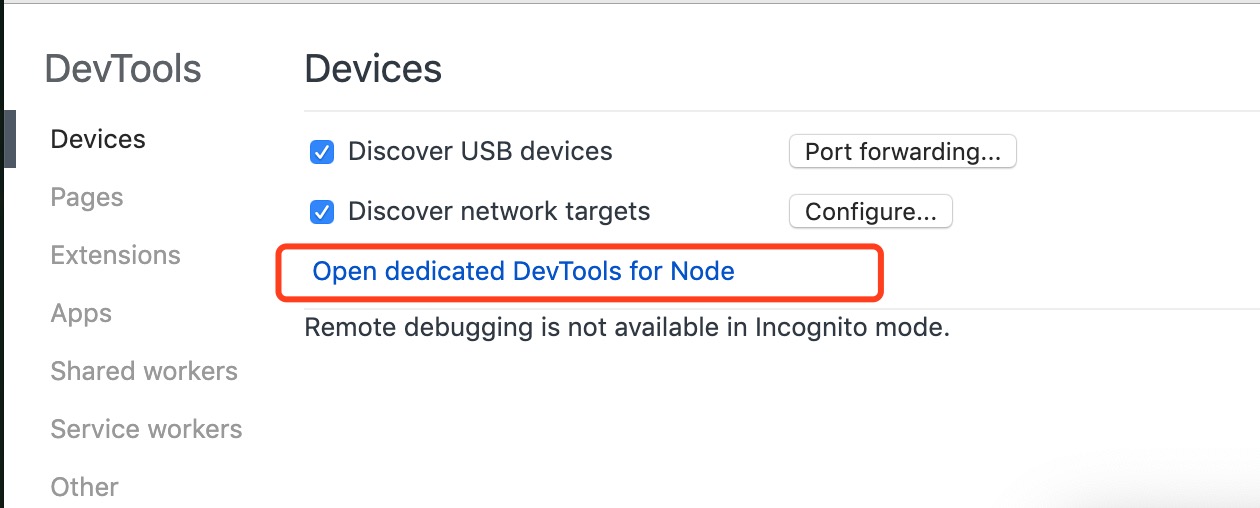 DevTools
Devices
Pages
Extensions
Apps
Shared workers
Service workers
Other
Devices
Discover USB devices
Port forwarding...
Discover network targets
Configure...
Open dedicated DevTools for Node
Remote debugging is not available in Incognito mode.